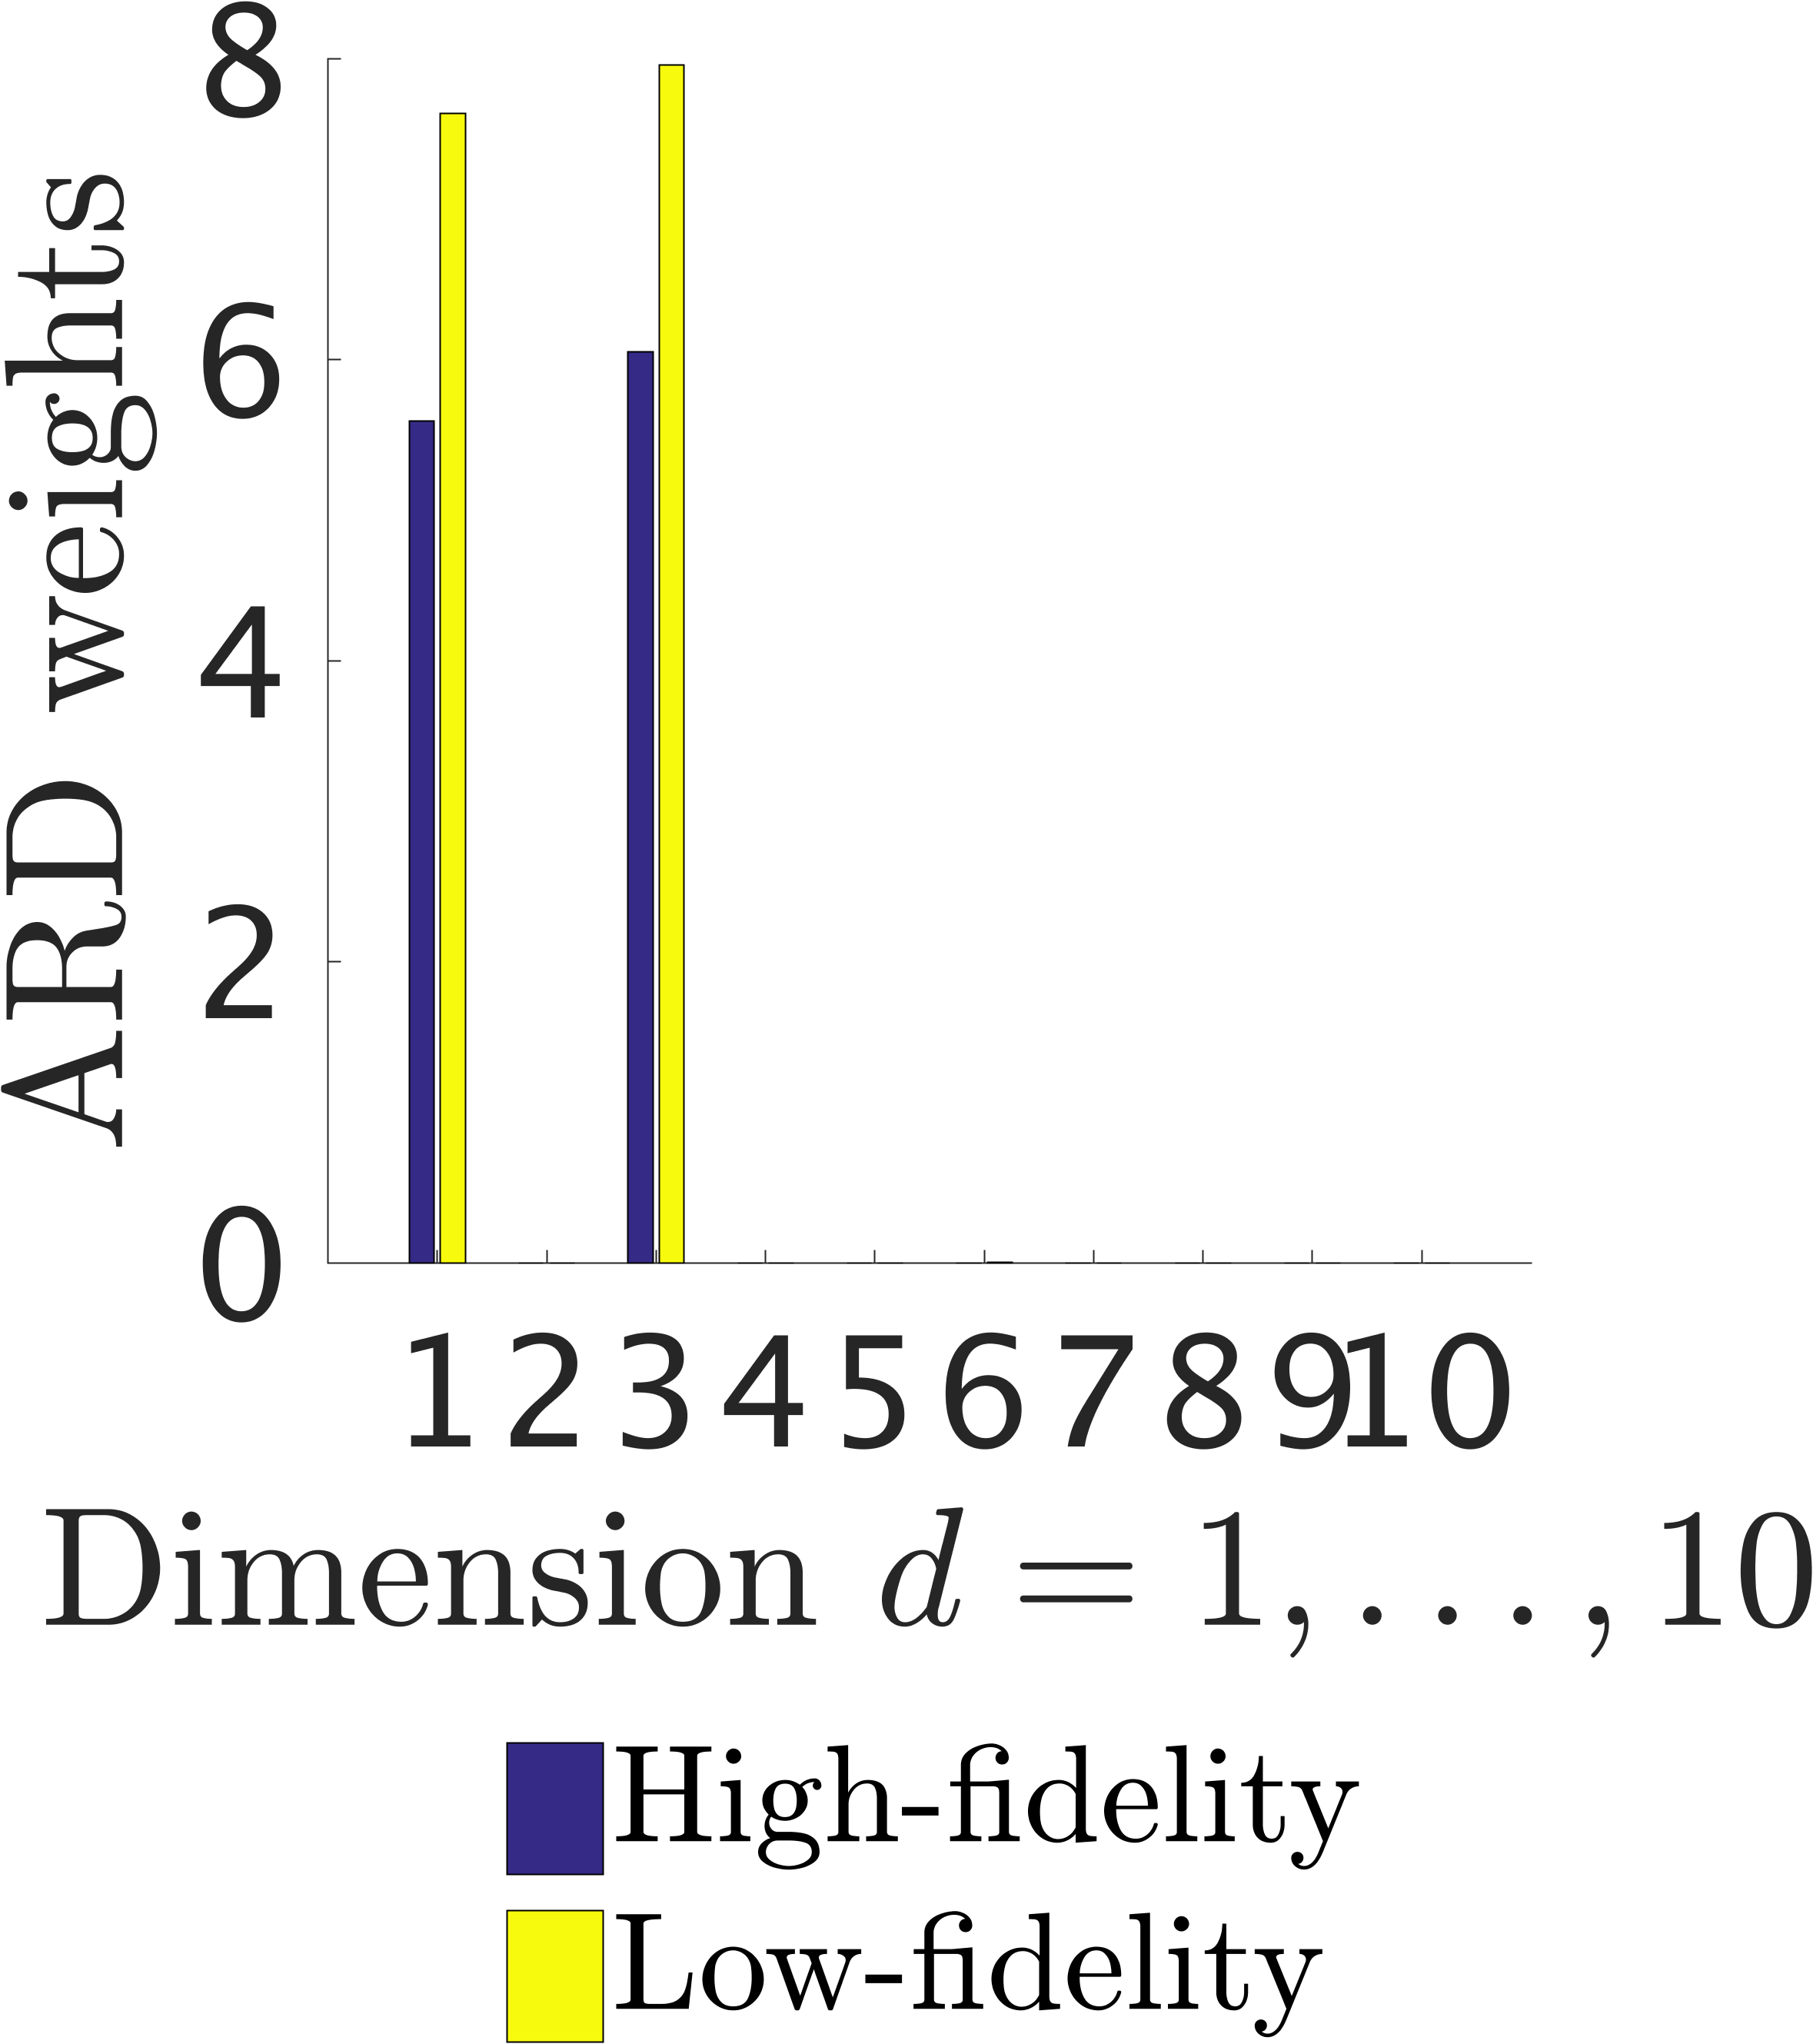 ARD weights
8
6
4
2
0
1 2 3 4 5 6 7 8 9 10
Dimension d = 1, . . . , 10
High-fidelity
Low-fidelity